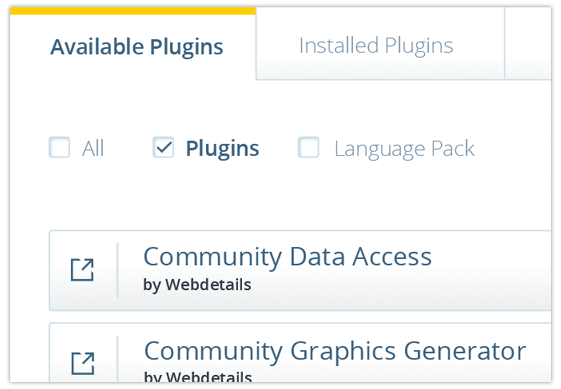 Available Plugins Installed Plugins
All Plugins Language Pack
Community Data Access
by Webdetails
Community Graphics Generator
by Webdetails